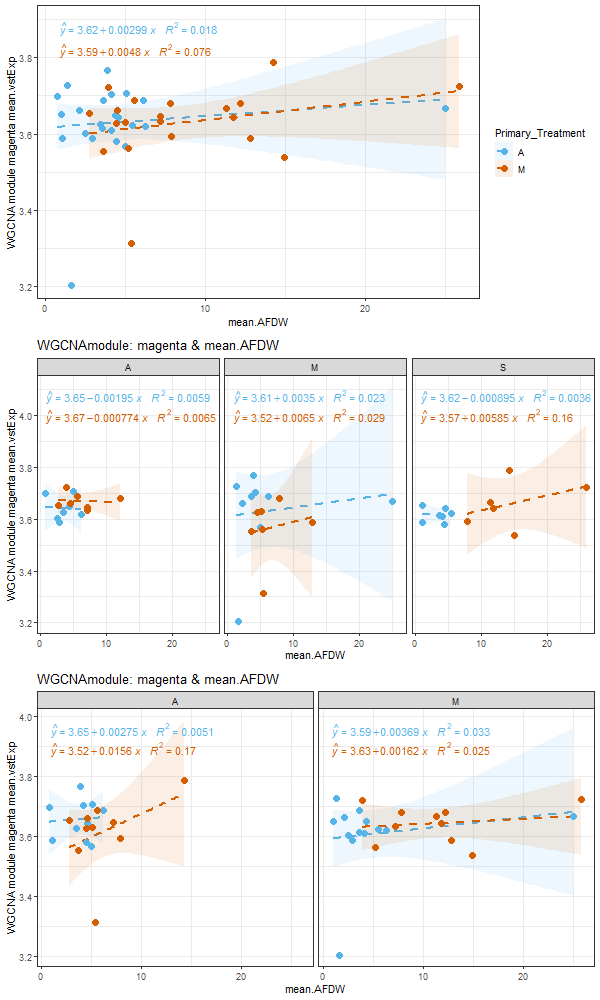 ŷ = 3.62+0.00299 x R² = 0.018
ŷ = 3.59+0.0048 x R² = 0.076
3.8
3.6
3.4
3.2
0
10
20
mean.AFDW
WGCNA module magenta mean.vstExp
Primary_Treatment
A
M
WGCNAmodule: magenta & mean.AFDW
A
M
S
ŷ = 3.65−0.00195 x R² = 0.0059
ŷ = 3.67−0.000774 x R² = 0.0065
ŷ = 3.61+0.0035 x R² = 0.023
ŷ = 3.52+0.0065 x R² = 0.029
ŷ = 3.62−0.000895 x R² = 0.0036
ŷ = 3.57+0.00585 x R² = 0.16
4.0
3.8
3.6
3.4
3.2
0
10
20
0
10
20
0
10
20
mean.AFDW
WGCNA module magenta mean.vstExp
WGCNAmodule: magenta & mean.AFDW
A
M
ŷ = 3.65+0.00275 x R² = 0.0051
ŷ = 3.52+0.0156 x R² = 0.17
ŷ = 3.59+0.00369 x R² = 0.033
ŷ = 3.63+0.00162 x R² = 0.025
4.0
3.8
3.6
3.4
3.2
0
10
20
0
10
20
mean.AFDW
WGCNA module magenta mean.vstExp